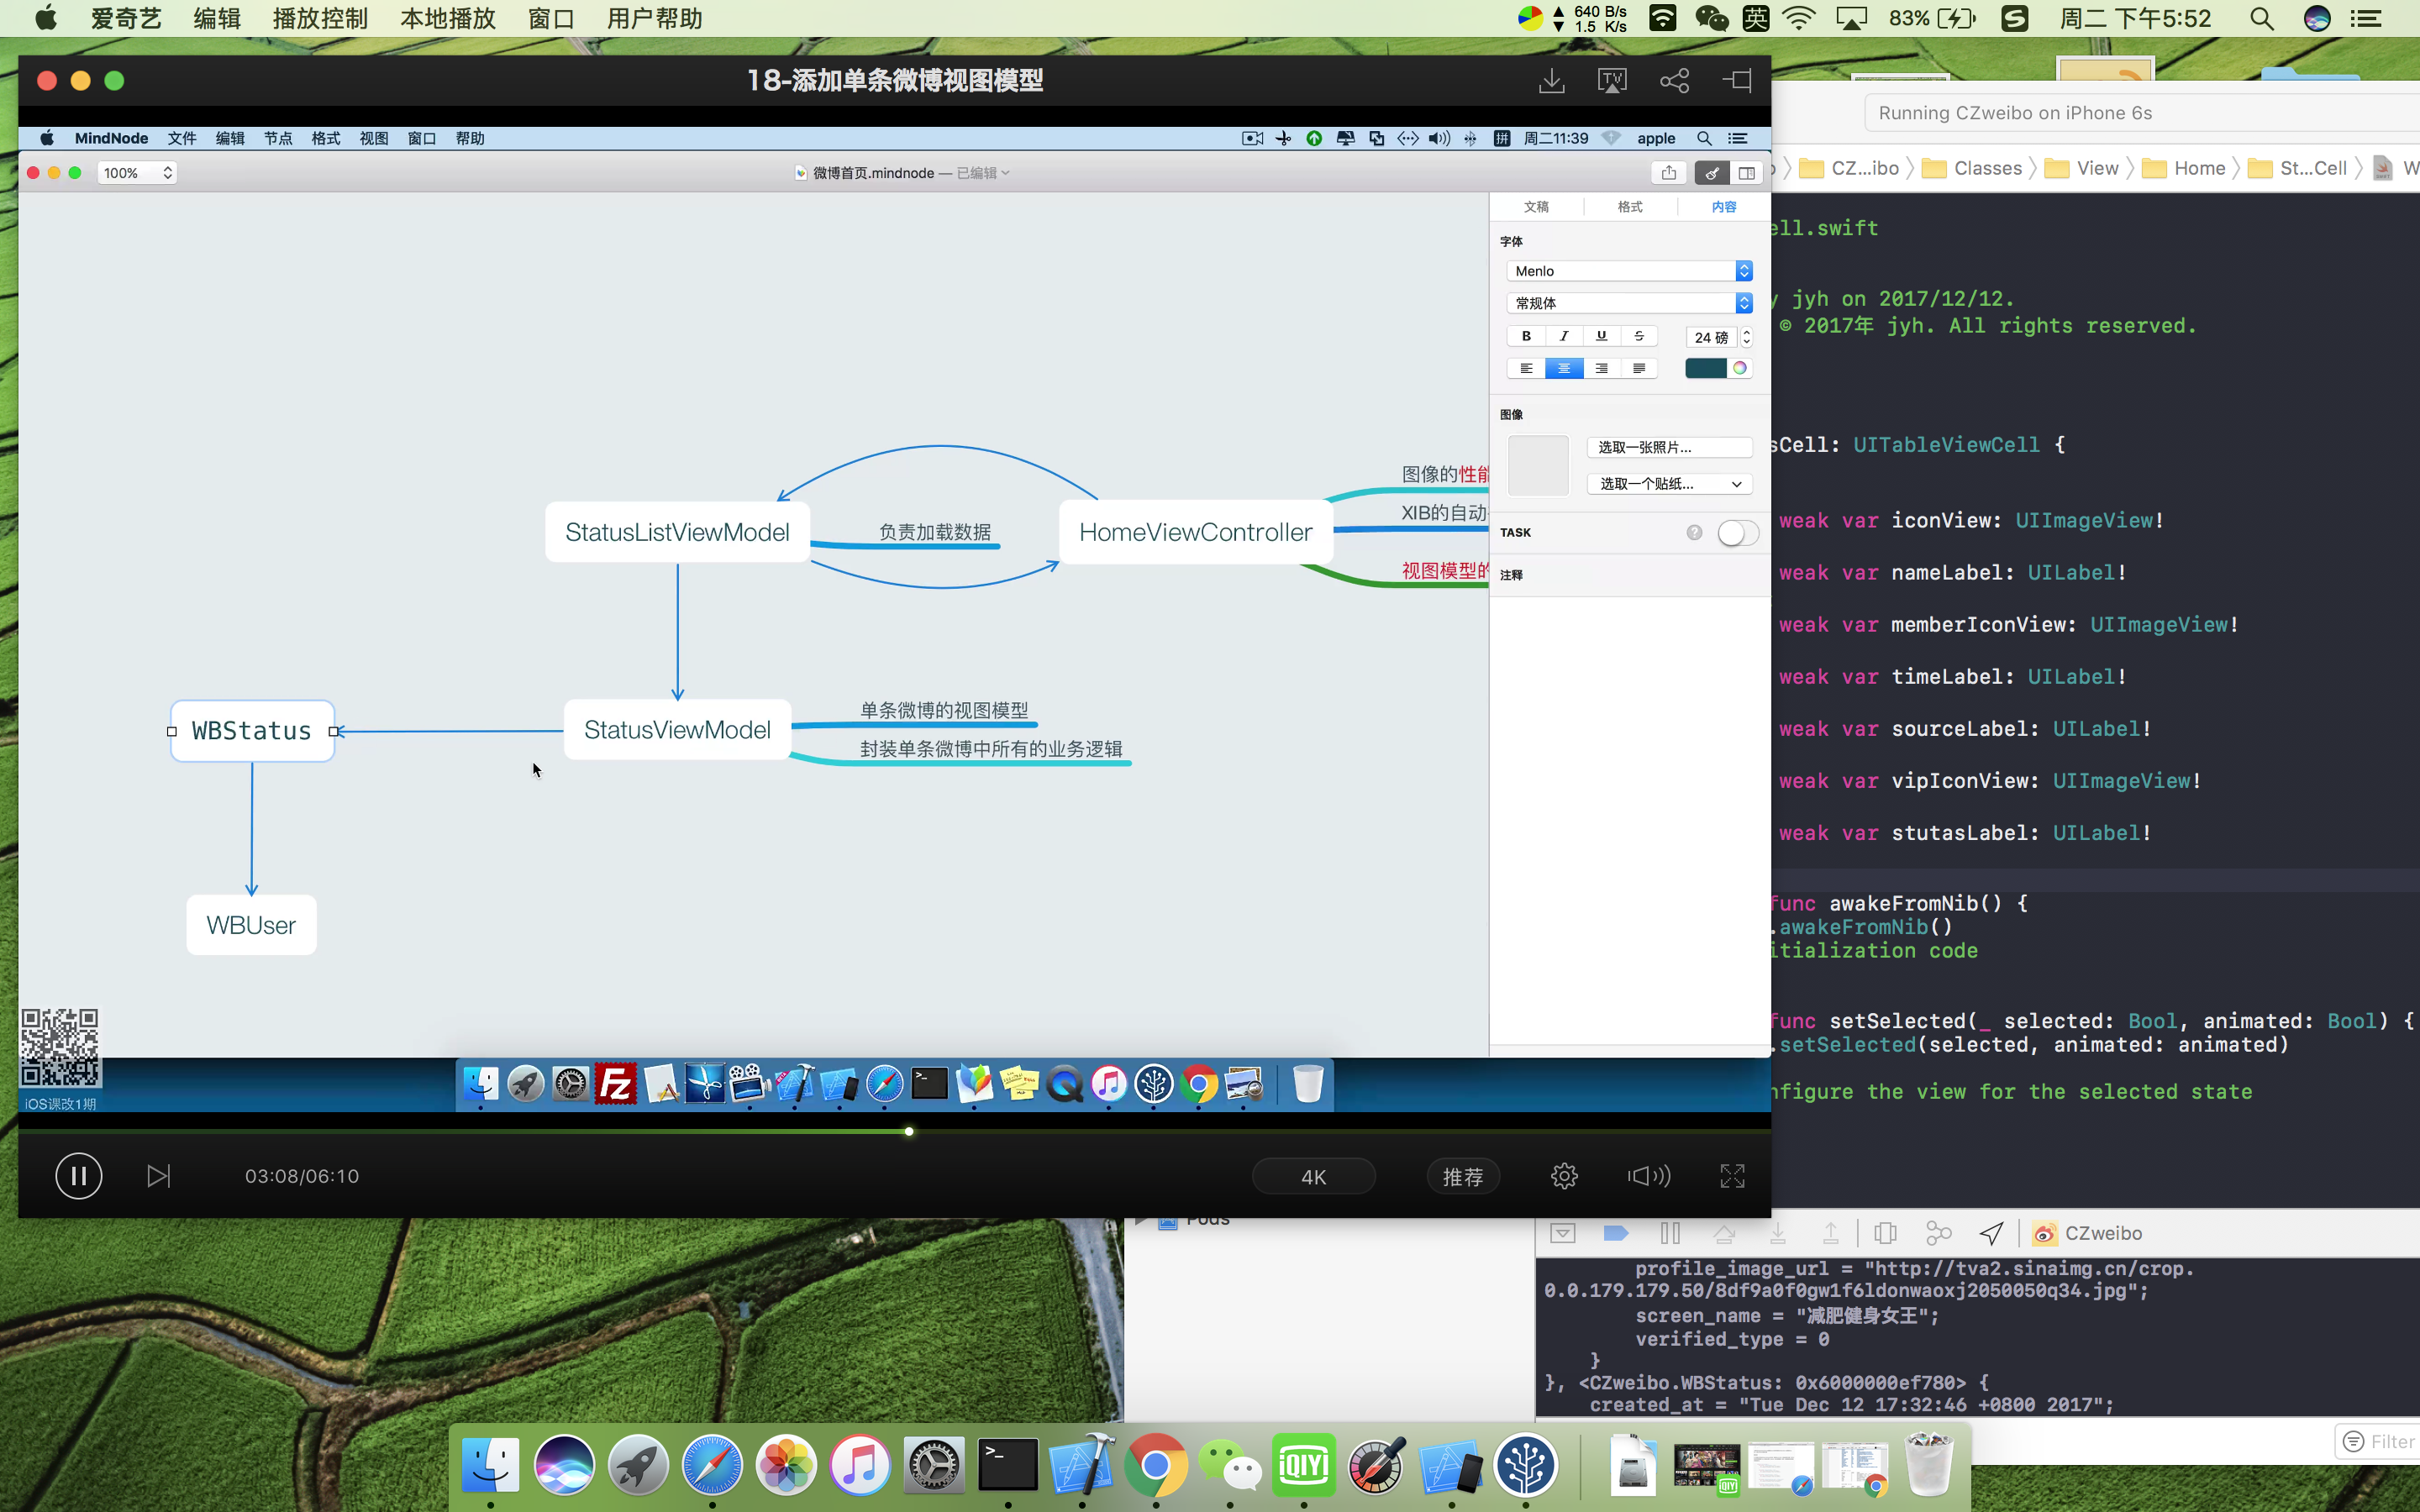 爱奇艺 编辑 播放控制 本地播放 窗口 用户帮助
640 B/s
1.5 K/s
英 83% 周二 下午5:52
18-添加单条微博视图模型
TV
MindNode 文件 编辑 节点 格式 视图 窗口 帮助
拼 周二11:39 apple
100%
微博首页.mindnode — 已编辑
文稿 格式 内容
字体
Menlo
常规体
B I U S 24 磅
图像
选取一张照片...
选取一个贴纸...
TASK ?
注释
图像的性能
XIB的自动
视图模型的
StatusListViewModel
负责加载数据
HomeViewController
WBStatus
StatusViewModel
单条微博的视图模型
封装单条微博中所有的业务逻辑
WBUser
iOS课改1期
Fz
03:08/06:10
4K
推荐
Running CZweibo on iPhone 6s
CZ...ibo Classes View Home St...Cell W
ell.swift
y jyh on 2017/12/12.
© 2017年 jyh. All rights reserved.
sCell: UITableViewCell {
weak var iconView: UIImageView!
weak var nameLabel: UILabel!
weak var memberIconView: UIImageView!
weak var timeLabel: UILabel!
weak var sourceLabel: UILabel!
weak var vipIconView: UIImageView!
weak var stutasLabel: UILabel!
func awakeFromNib() {
.awakeFromNib()
itialization code
func setSelected(_ selected: Bool, animated: Bool) {
.setSelected(selected, animated: animated)
nfigure the view for the selected state
Pods
CZweibo
profile_image_url = "http://tva2.sinaimg.cn/crop.
0.0.179.179.50/8df9a0f0gw1f6ldonwaoxj2050050q34.jpg";
screen_name = "减肥健身女王";
verified_type = 0
}
}, <CZweibo.WBStatus: 0x6000000ef780> {
created_at = "Tue Dec 12 17:32:46 +0800 2017";
Filter
iQIYI